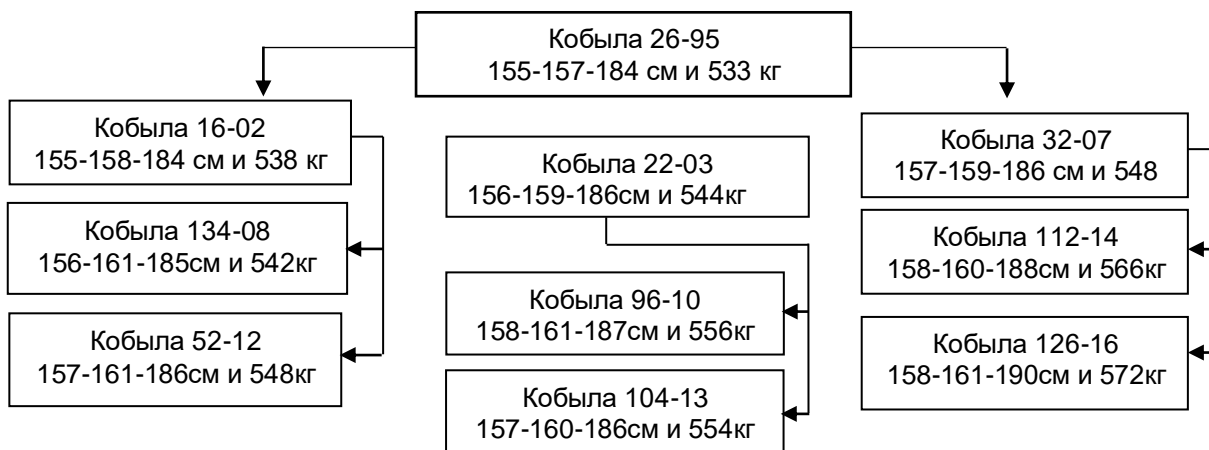 Кобыла 26-95
155-157-184 см и 533 кг
Кобыла 16-02
155-158-184 см и 538 кг
Кобыла 134-08
156-161-185см и 542кг
Кобыла 52-12
157-161-186см и 548кг
Кобыла 22-03
156-159-186см и 544кг
Кобыла 96-10
158-161-187см и 556кг
Кобыла 104-13
157-160-186см и 554кг
Кобыла 32-07
157-159-186 см и 548
Кобыла 112-14
158-160-188см и 566кг
Кобыла 126-16
158-161-190см и 572кг